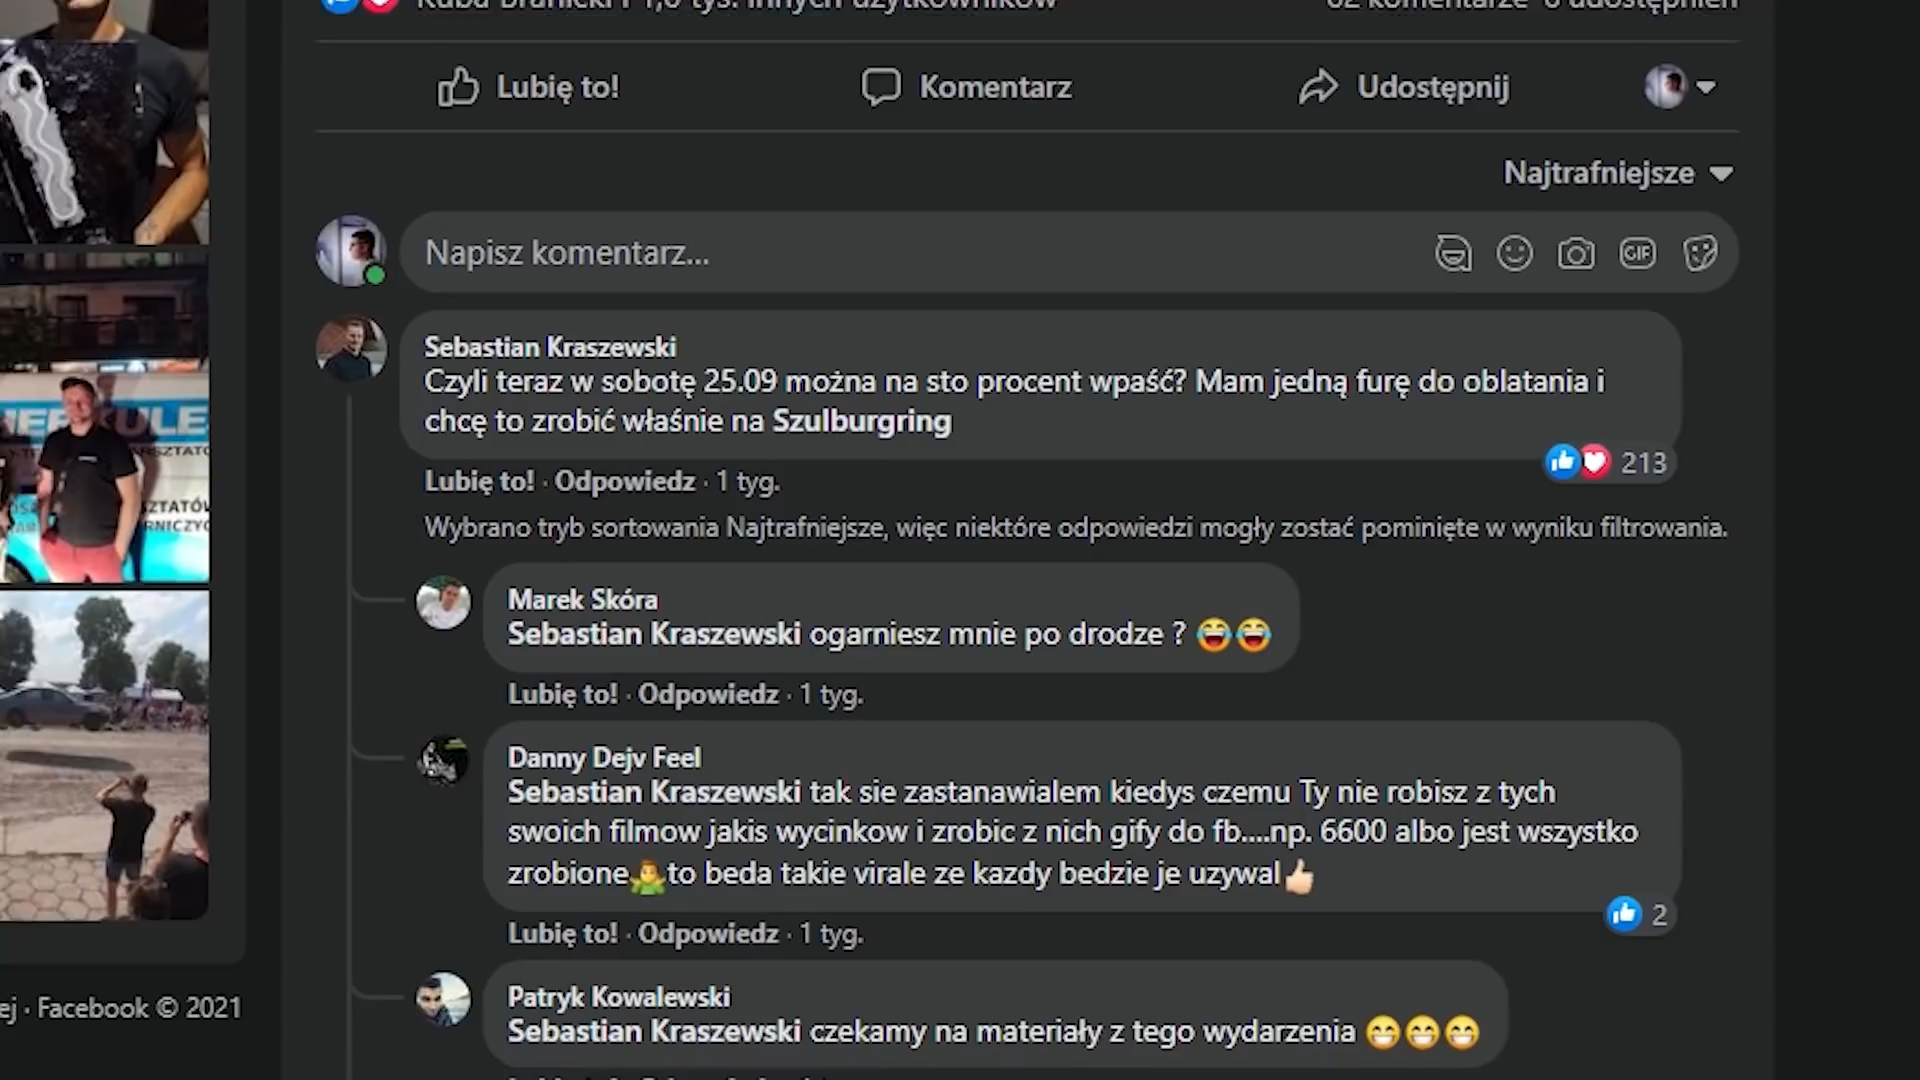 Kuba Branicki i 1,6 tys. innych użytkowników
62 komentarze 6 udostępnień
Lubię to!
Komentarz
Udostępnij
Najtrafniejsze
Napisz komentarz...
GIF
Sebastian Kraszewski
Czyli teraz w sobotę 25.09 można na sto procent wpaść? Mam jedną furę do oblatania i
chcę to zrobić właśnie na Szulburgring
213
Lubię to! · Odpowiedz · 1 tyg.
Wybrano tryb sortowania Najtrafniejsze, więc niektóre odpowiedzi mogły zostać pominięte w wyniku filtrowania.
Marek Skóra
Sebastian Kraszewski ogarniesz mnie po drodze ? 😂😂
Lubię to! · Odpowiedz · 1 tyg.
Danny Dejv Feel
Sebastian Kraszewski tak sie zastanawialem kiedys czemu Ty nie robisz z tych
swoich filmow jakis wycinkow i zrobic z nich gify do fb....np. 6600 albo jest wszystko
zrobione🤷‍♂️to beda takie virale ze kazdy bedzie je uzywal👍🏻
2
Lubię to! · Odpowiedz · 1 tyg.
Patryk Kowalewski
Sebastian Kraszewski czekamy na materiały z tego wydarzenia 😁😁😁
ej · Facebook © 2021